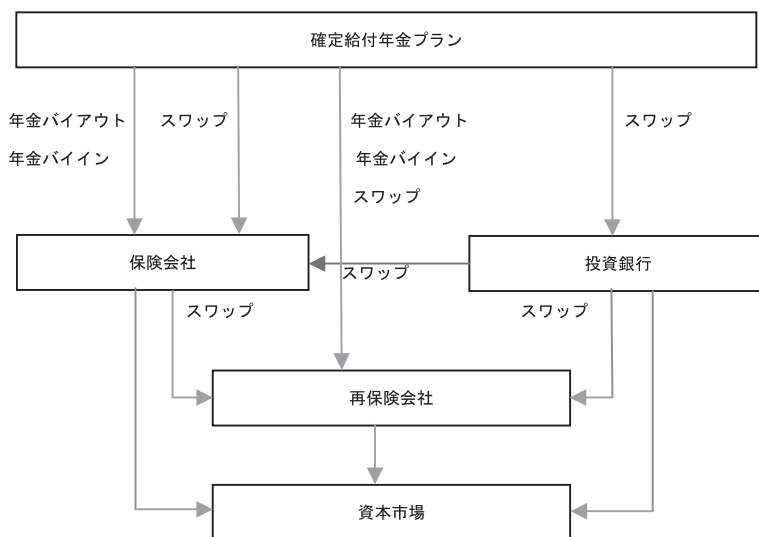 確定給付年金プラン
年金バイアウト
年金バイイン
スワップ
年金バイアウト
年金バイイン
スワップ
スワップ
保険会社
スワップ
投資銀行
スワップ
スワップ
再保険会社
資本市場